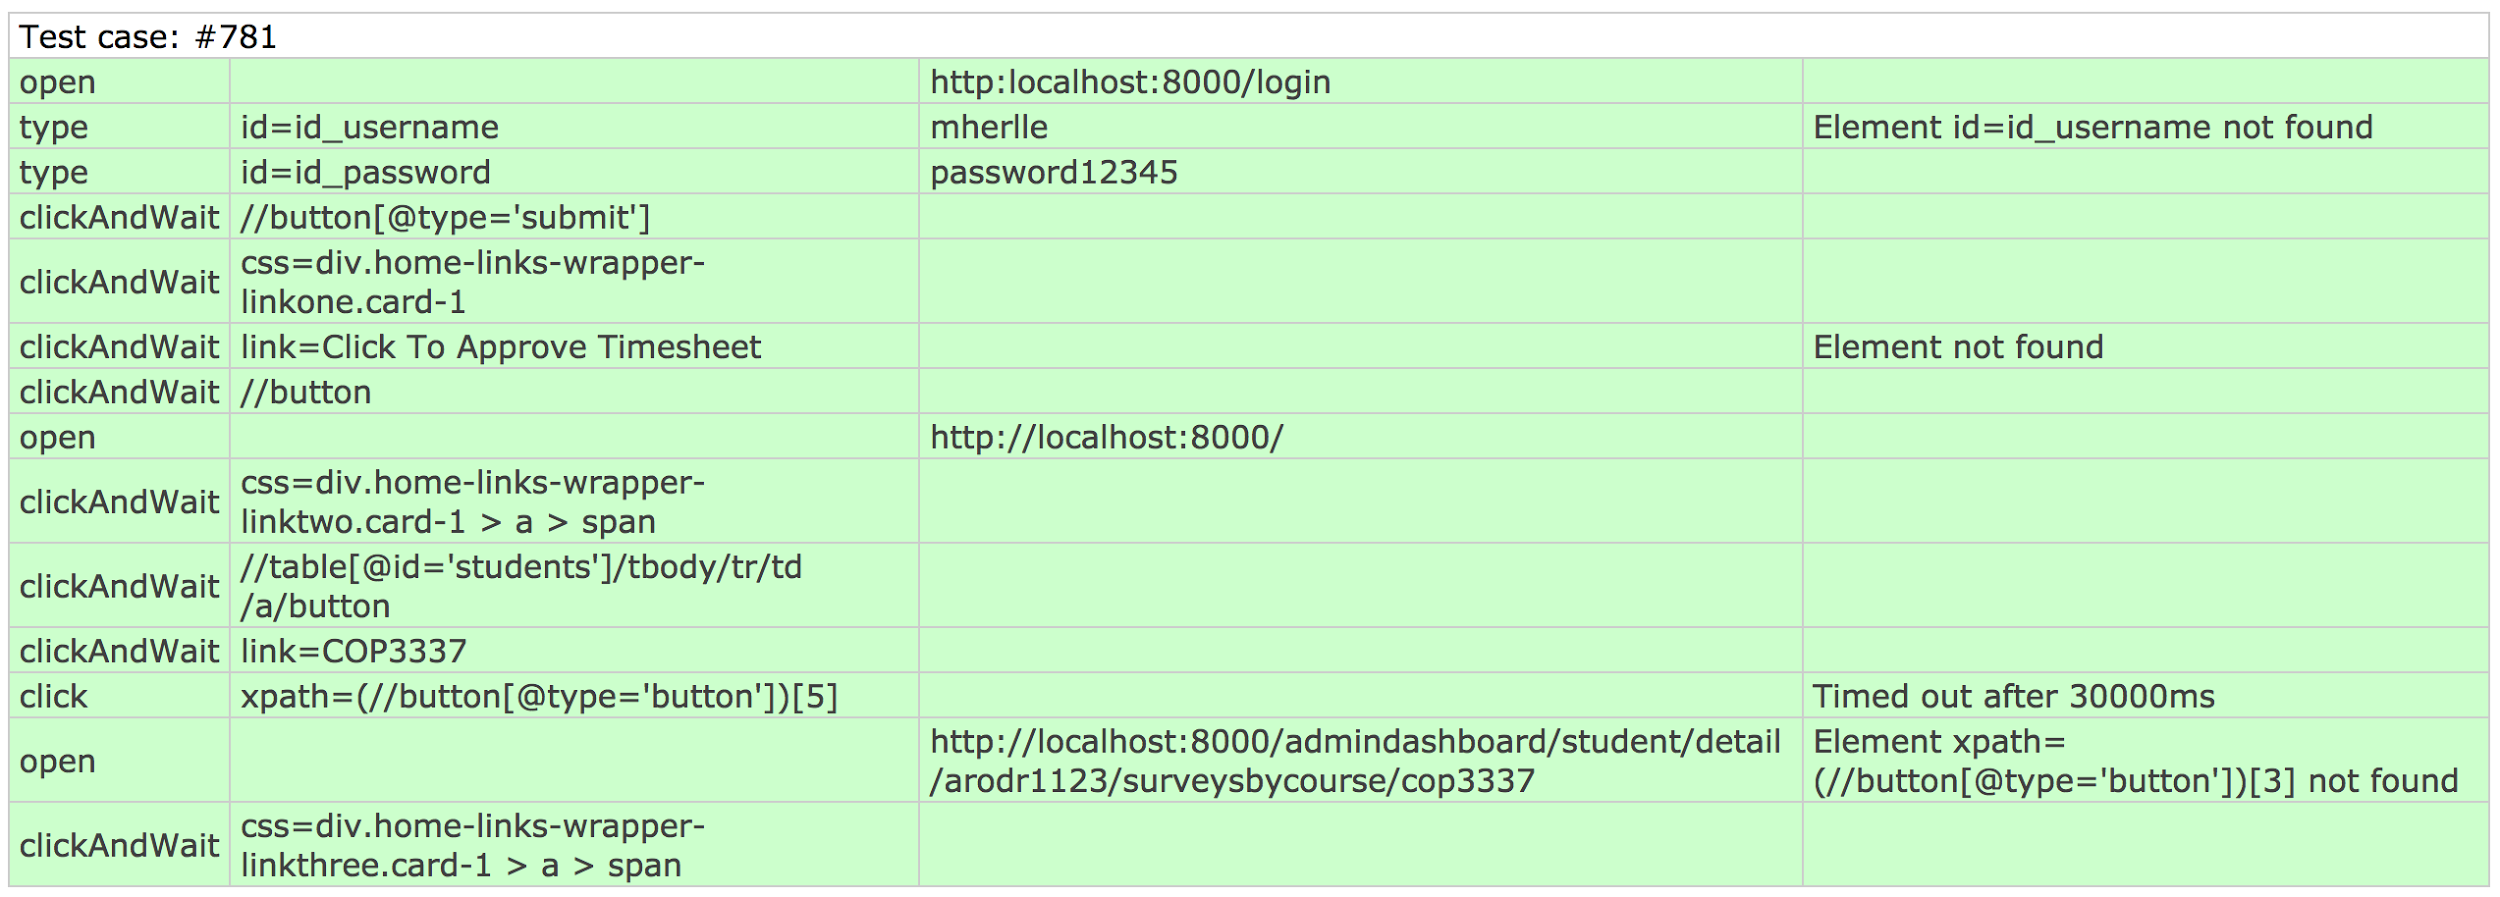 Test case: #781
open http:localhost:8000/login
type id=id_username mherlle Element id=id_username not found
type id=id_password password12345
clickAndWait //button[@type='submit']
clickAndWait css=div.home-links-wrapper-
linkone.card-1
clickAndWait link=Click To Approve Timesheet Element not found
clickAndWait //button
open http://localhost:8000/
clickAndWait css=div.home-links-wrapper-
linktwo.card-1 > a > span
clickAndWait //table[@id='students']/tbody/tr/td
/a/button
clickAndWait link=COP3337
click xpath=(//button[@type='button'])[5] Timed out after 30000ms
open http://localhost:8000/admindashboard/student/detail
/arodr1123/surveysbycourse/cop3337
Element xpath=
(//button[@type='button'])[3] not found
clickAndWait css=div.home-links-wrapper-
linkthree.card-1 > a > span